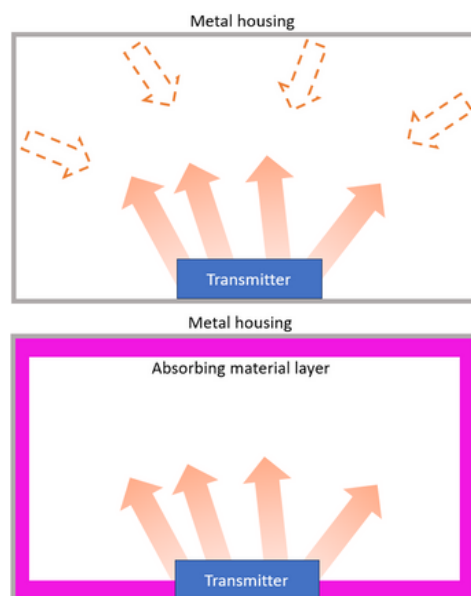 Metal housing
Transmitter
Metal housing
Absorbing material layer
Transmitter